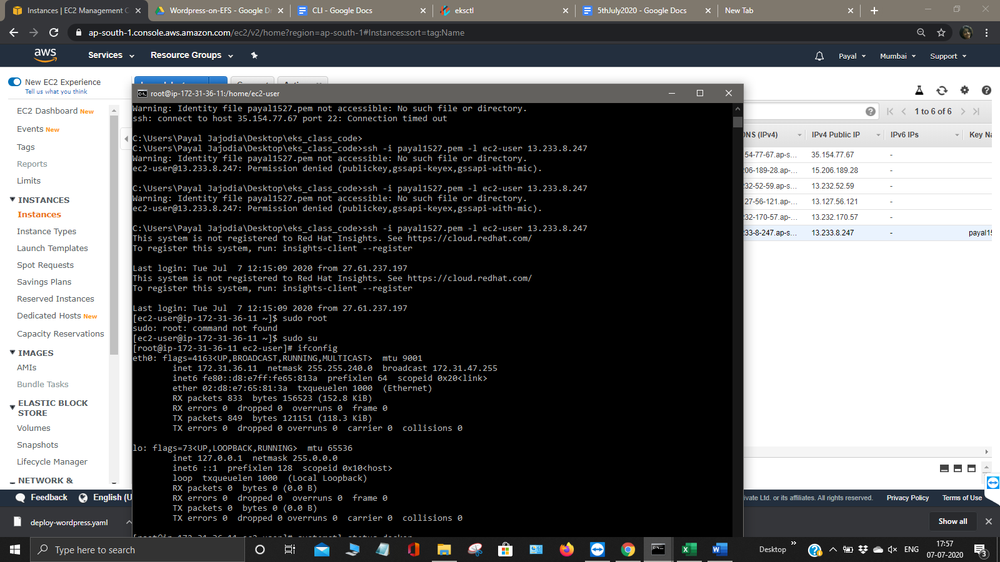 Instances | EC2 Management C
Wordpress-on-EFS - Google Dr
CLI - Google Docs
eksctl
5thJuly2020 - Google Docs
New Tab
ap-south-1.console.aws.amazon.com/ec2/v2/home?region=ap-south-1#Instances:sort=tag:Name
aws
Services
Resource Groups
Payal
Mumbai
Support
New EC2 Experience
Tell us what you think
EC2 Dashboard New
Events New
Tags
Reports
Limits
INSTANCES
Instances
Instance Types
Launch Templates
Spot Requests
Savings Plans
Reserved Instances
Dedicated Hosts New
Capacity Reservations
IMAGES
AMIs
Bundle Tasks
ELASTIC BLOCK
STORE
Volumes
Snapshots
Lifecycle Manager
NETWORK &
root@ip-172-31-36-11:/home/ec2-user
Warning: Identity file payal1527.pem not accessible: No such file or directory.
ssh: connect to host 35.154.77.67 port 22: Connection timed out
C:\Users\Payal Jajodia\Desktop\eks_class_code>
C:\Users\Payal Jajodia\Desktop\eks_class_code>ssh -i payal1527.pem -l ec2-user 13.233.8.247
Warning: Identity file payal1527.pem not accessible: No such file or directory.
ec2-user@13.233.8.247: Permission denied (publickey,gssapi-keyex,gssapi-with-mic).
C:\Users\Payal Jajodia\Desktop\eks_class_code>ssh -i payal1527.pem -l ec2-user 13.233.8.247
Warning: Identity file payal1527.pem not accessible: No such file or directory.
ec2-user@13.233.8.247: Permission denied (publickey,gssapi-keyex,gssapi-with-mic).
C:\Users\Payal Jajodia\Desktop\eks_class_code>ssh -i payal1527.pem -l ec2-user 13.233.8.247
This system is not registered to Red Hat Insights. See https://cloud.redhat.com/
To register this system, run: insights-client --register
Last login: Tue Jul  7 12:15:09 2020 from 27.61.237.197
This system is not registered to Red Hat Insights. See https://cloud.redhat.com/
To register this system, run: insights-client --register
Last login: Tue Jul  7 12:15:09 2020 from 27.61.237.197
[ec2-user@ip-172-31-36-11 ~]$ sudo root
sudo: root: command not found
[ec2-user@ip-172-31-36-11 ~]$ sudo su
[root@ip-172-31-36-11 ec2-user]# ifconfig
eth0: flags=4163<UP,BROADCAST,RUNNING,MULTICAST>  mtu 9001
inet 172.31.36.11  netmask 255.255.240.0  broadcast 172.31.47.255
inet6 fe80::d8:e7ff:fe65:813a  prefixlen 64  scopeid 0x20<link>
ether 02:d8:e7:65:81:3a  txqueuelen 1000  (Ethernet)
RX packets 833  bytes 156523 (152.8 KiB)
RX errors 0  dropped 0  overruns 0  frame 0
TX packets 849  bytes 121151 (118.3 KiB)
TX errors 0  dropped 0 overruns 0  carrier 0  collisions 0
lo: flags=73<UP,LOOPBACK,RUNNING>  mtu 65536
inet 127.0.0.1  netmask 255.0.0.0
inet6 ::1  prefixlen 128  scopeid 0x10<host>
loop  txqueuelen 1000  (Local Loopback)
RX packets 0  bytes 0 (0.0 B)
RX errors 0  dropped 0  overruns 0  frame 0
TX packets 0  bytes 0 (0.0 B)
TX errors 0  dropped 0 overruns 0  carrier 0  collisions 0
[root@ip-172-31-36-11 ec2-user]# systemctl status docker
1 to 6 of 6
NS (IPv4)
IPv4 Public IP
IPv6 IPs
Key Na
54-77-67.ap-s...
35.154.77.67
-
206-189-28.ap-...
15.206.189.28
-
232-52-59.ap-s...
13.232.52.59
-
27-56-121.ap-...
13.127.56.121
-
232-170-57.ap-...
13.232.170.57
-
233-8-247.ap-s...
13.233.8.247
-
payal15
Feedback
English (U
ivate Ltd. or its affiliates. All rights reserved.
Privacy Policy
Terms of Use
deploy-wordpress.yaml
Show all
Type here to search
Desktop
ENG
17:57
07-07-2020
3